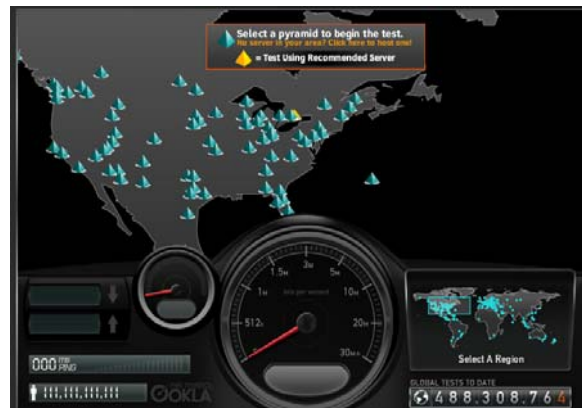 Select a pyramid to begin the test.
No server in your area? Click here to host one!
= Test Using Recommended Server
3M
1.5M
5M
1M
10M
512k
20M
30M+
000 ms
PING
OOKLA
Select A Region
GLOBAL TESTS TO DATE
488,308,764